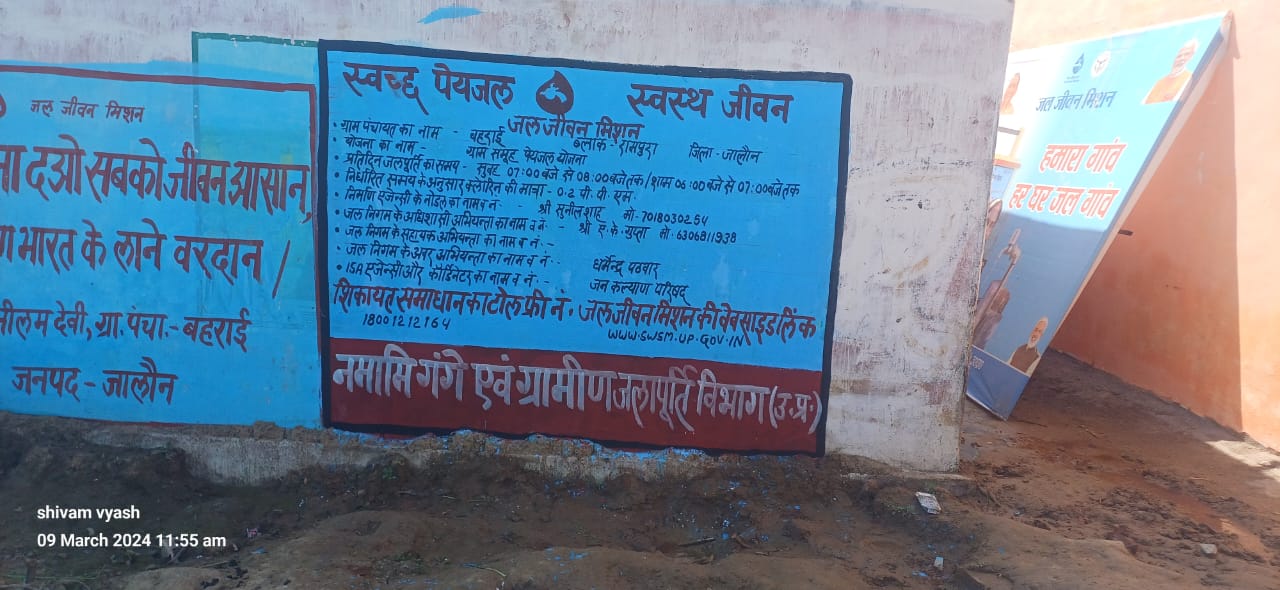 जल जीवन मिशन
दओ सबको जीवन आसान,
भारत के लाने वरदान /
देवी, ग्रा. पंचा.- बहराई
जनपद - जालौन
स्वच्द्द पेयजल
स्वस्थ जीवन
जल जीवन मिशन
• ग्राम पंचायत का नाम - बहराई ब्लाक - रामपुरा जिला - जालौन
• योजना का नाम - ग्राम समूह पेयजल योजना
• प्रतिदिन जलपूर्ति का समय - सुबह 07:00 बजे से 08:00 बजे तक / शाम 06:00 बजे से 07:00 बजे तक
• निर्धारित समय के अनुसार क्लोरिन की मात्रा - 0.2 पी. पी. एम.
• निर्माण एजेन्सी के नोडल का नाम व नं - श्री सुनील शाह मो- 7018030254
• जल निगम के अधिशासी अभियन्ता का नाम व नं - श्री ए. के. गुप्ता मो- 6306811938
• जल निगम के सहायक अभियन्ता का नाम व नं :-
• जल निगम के अवर अभियन्ता का नाम व नं :- धर्मेन्द्र पटवार
• ISA एजेन्सी और कोर्डिनेटर का नाम व नं :- जन कल्याण परिषद्
शिकायत समाधान का टोल फ्री नं. जल जीवन मिशन की वेबसाइड लिंक
18001212164 WWW.SWSM.UP.GOV.IN
नमामि गंगे एवं ग्रामीण जलापूर्ति विभाग (उ.प्र.)
जल जीवन मिशन
हमारा गांव
हर घर जल गांव
shivam vyash
09 March 2024 11:55 am